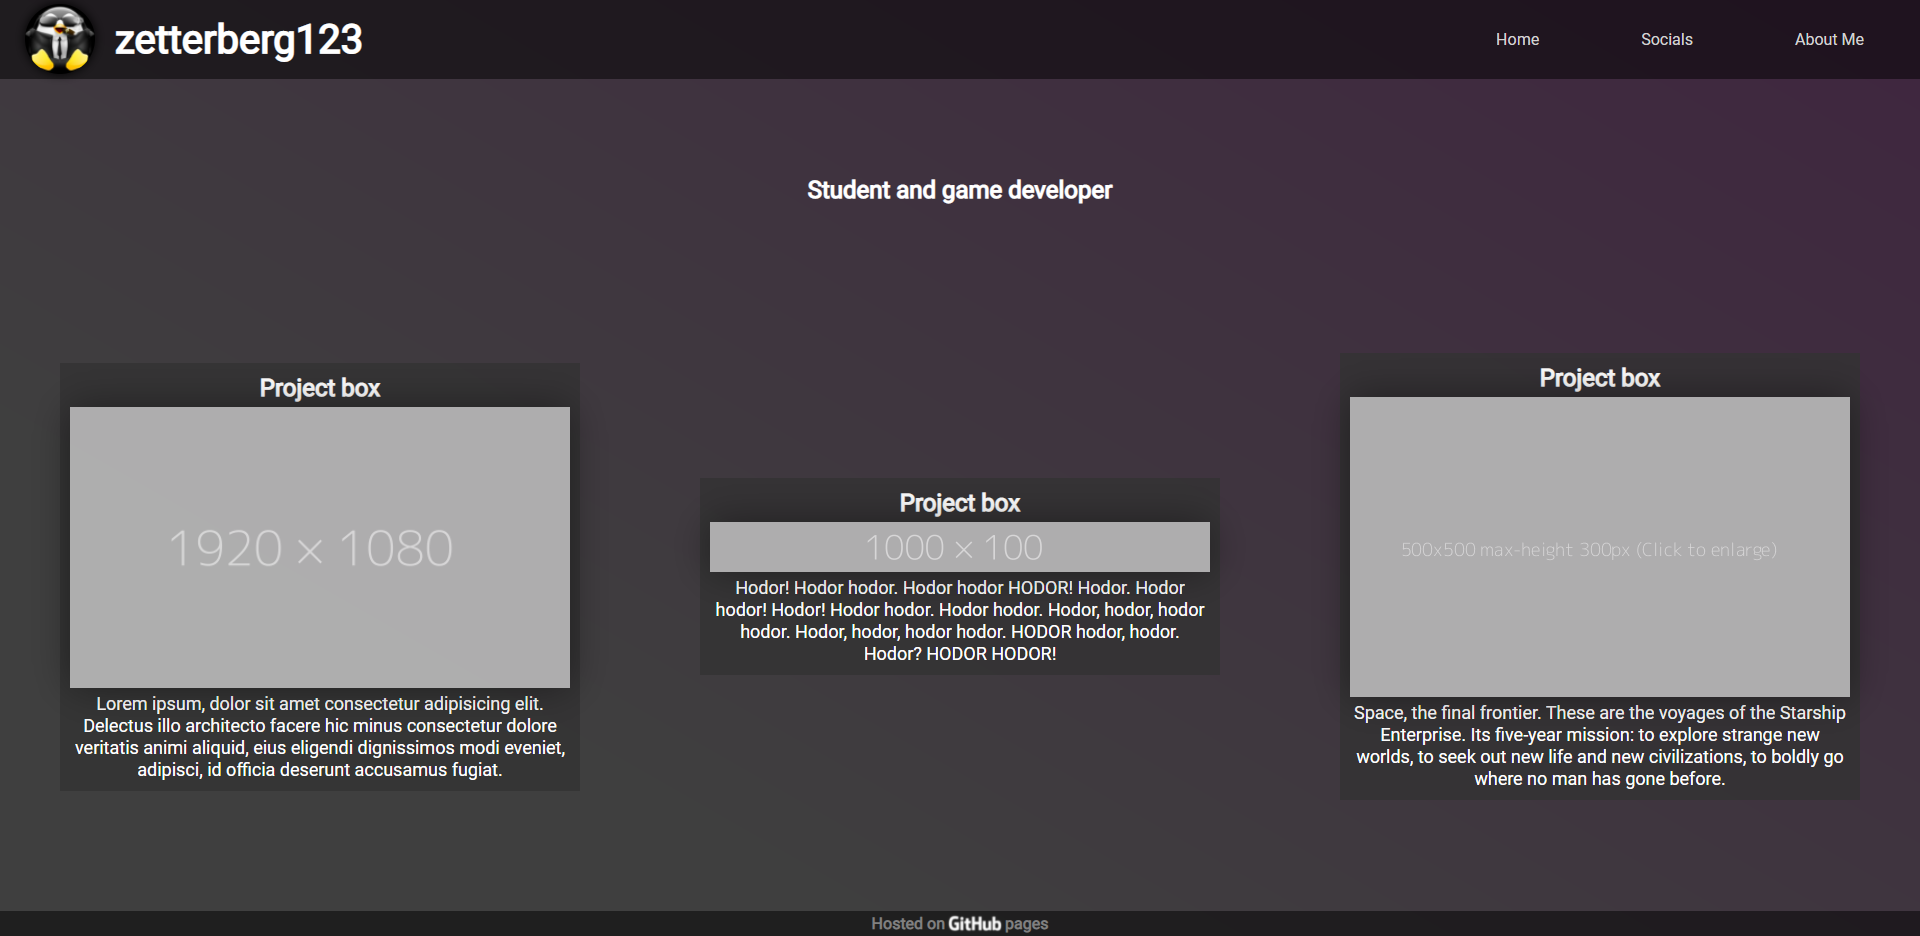 zetterberg123
Home
Socials
About Me
Student and game developer
Project box
1920 × 1080
Lorem ipsum, dolor sit amet consectetur adipisicing elit.
Delectus illo architecto facere hic minus consectetur dolore
veritatis animi aliquid, eius eligendi dignissimos modi eveniet,
adipisci, id officia deserunt accusamus fugiat.
Project box
1000 × 100
Hodor! Hodor hodor. Hodor hodor HODOR! Hodor. Hodor
hodor! Hodor! Hodor hodor. Hodor hodor. Hodor, hodor, hodor
hodor. Hodor, hodor, hodor hodor. HODOR hodor, hodor.
Hodor? HODOR HODOR!
Project box
500x500 max-height 300px (Click to enlarge)
Space, the final frontier. These are the voyages of the Starship
Enterprise. Its five-year mission: to explore strange new
worlds, to seek out new life and new civilizations, to boldly go
where no man has gone before.
Hosted on GitHub pages